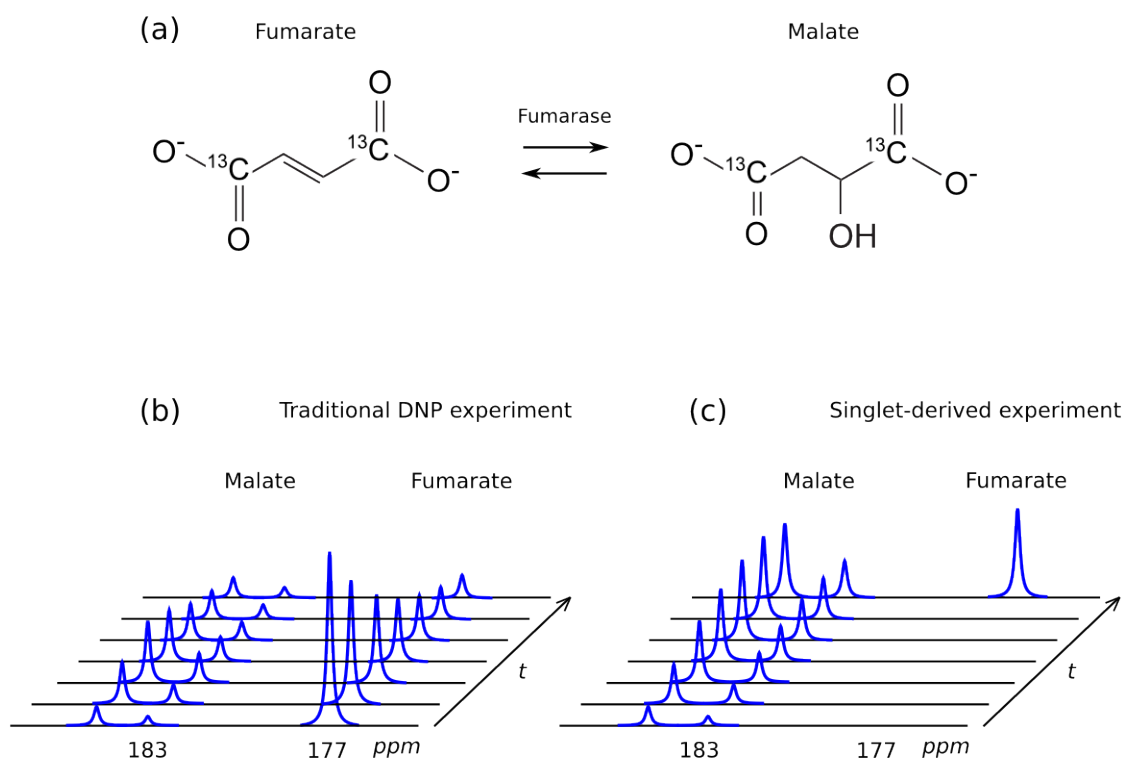 (a) Fumarate Malate
O O
O- 13C 13C O- Fumarase O- 13C 13C O-
O O OH
(b) Traditional DNP experiment (c) Singlet-derived experiment
Malate Fumarate Malate Fumarate
t t
183 177 ppm 183 177 ppm